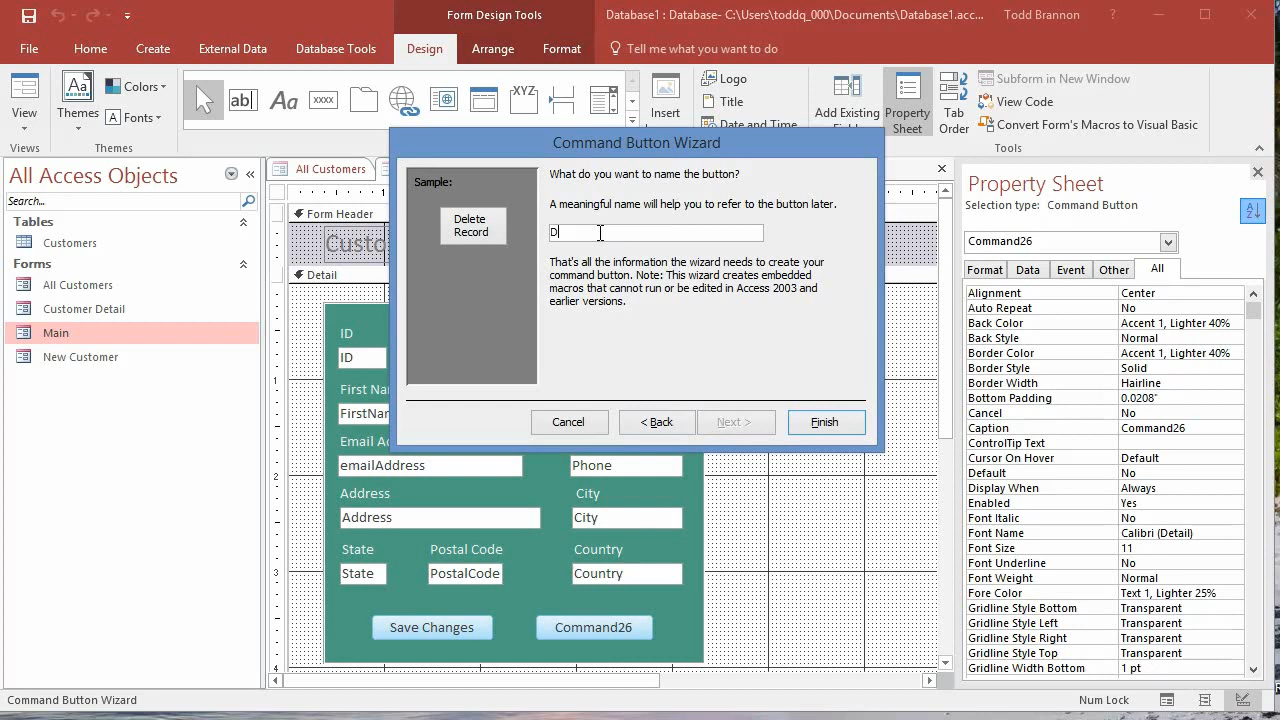 Form Design Tools
Database1 : Database- C:\Users\toddq_000\Documents\Database1.acc...
Todd Brannon
?
File
Home
Create
External Data
Database Tools
Design
Arrange
Format
Tell me what you want to do
View
Views
Aa
Themes
Colors
A Fonts
Themes
ab|
Aa
xxxx
XYZ
Insert
Logo
Title
Date and Time
Add Existing
Property
Sheet
Tab
Order
Subform in New Window
View Code
Convert Form's Macros to Visual Basic
Tools
All Access Objects
Search...
Tables
Customers
Forms
All Customers
Customer Detail
Main
New Customer
All Customers
Form Header
Custo
Detail
1
2
3
4
ID
ID
First Na
FirstNar
Email Ad
emailAddress
Phone
Address
City
Address
City
State
Postal Code
Country
State
PostalCode
Country
Save Changes
Command26
Command Button Wizard
Sample:
Delete
Record
What do you want to name the button?
A meaningful name will help you to refer to the button later.
D
That's all the information the wizard needs to create your
command button. Note: This wizard creates embedded
macros that cannot run or be edited in Access 2003 and
earlier versions.
Cancel
< Back
Next >
Finish
Property Sheet
Selection type: Command Button
Command26
Format
Data
Event
Other
All
Alignment Center
Auto Repeat No
Back Color Accent 1, Lighter 40%
Back Style Normal
Border Color Accent 1, Lighter 40%
Border Style Solid
Border Width Hairline
Bottom Padding 0.0208"
Cancel No
Caption Command26
ControlTip Text
Cursor On Hover Default
Default No
Display When Always
Enabled Yes
Font Italic No
Font Name Calibri (Detail)
Font Size 11
Font Underline No
Font Weight Normal
Fore Color Text 1, Lighter 25%
Gridline Style Bottom Transparent
Gridline Style Left Transparent
Gridline Style Right Transparent
Gridline Style Top Transparent
Gridline Width Bottom 1 pt
Command Button Wizard
Num Lock